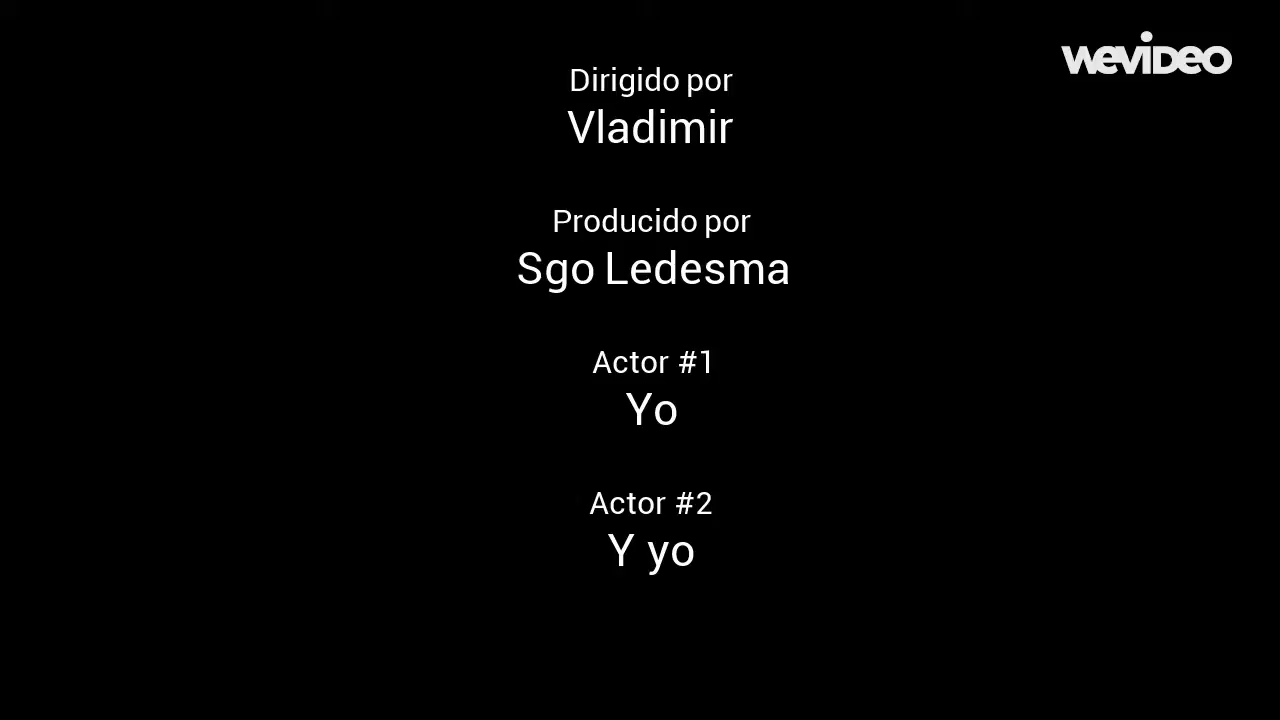 WEVIDEO
Dirigido por
Vladimir
Producido por
Sgo Ledesma
Actor #1
Yo
Actor #2
Y yo